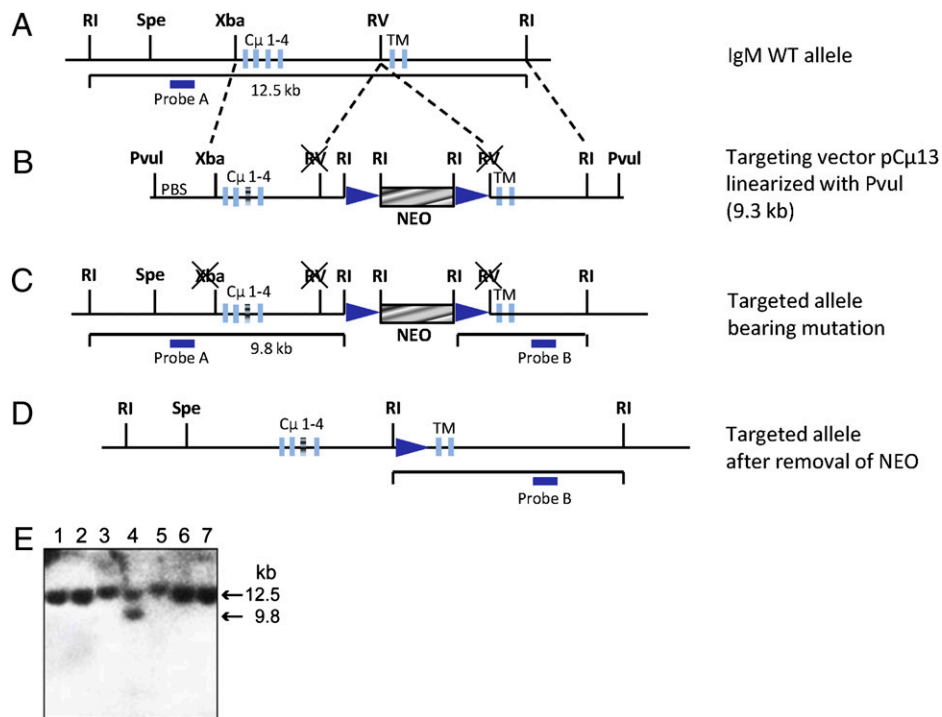 A
RI Spe Xba Cμ 1-4 RV TM RI
IgM WT allele
Probe A 12.5 kb
B
PvuI Xba RV RI RI RV RI PvuI
PBS Cμ 1-4 TM
NEO
Targeting vector pCμ13
linearized with PvuI
(9.3 kb)
C
RI Spe Xba RV RI RI RI RV RI
Cμ 1-4 TM
NEO
Probe A 9.8 kb Probe B
Targeted allele
bearing mutation
D
RI Spe Cμ 1-4 RI TM RI
Probe B
Targeted allele
after removal of NEO
E
1 2 3 4 5 6 7
kb
12.5
9.8